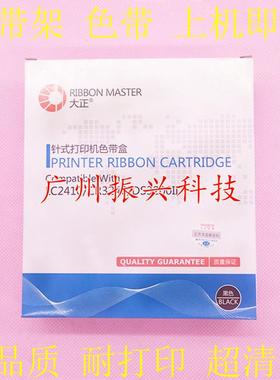 带架 色带 上机即
RIBBON MASTER
大正®
针式打印机色带盒
PRINTER RIBBON CARTRIDGE
Compatible With
广州振兴科技
QUALITY GUARANTEE 质量保证
黑色
BLACK
品质 耐打印 超清